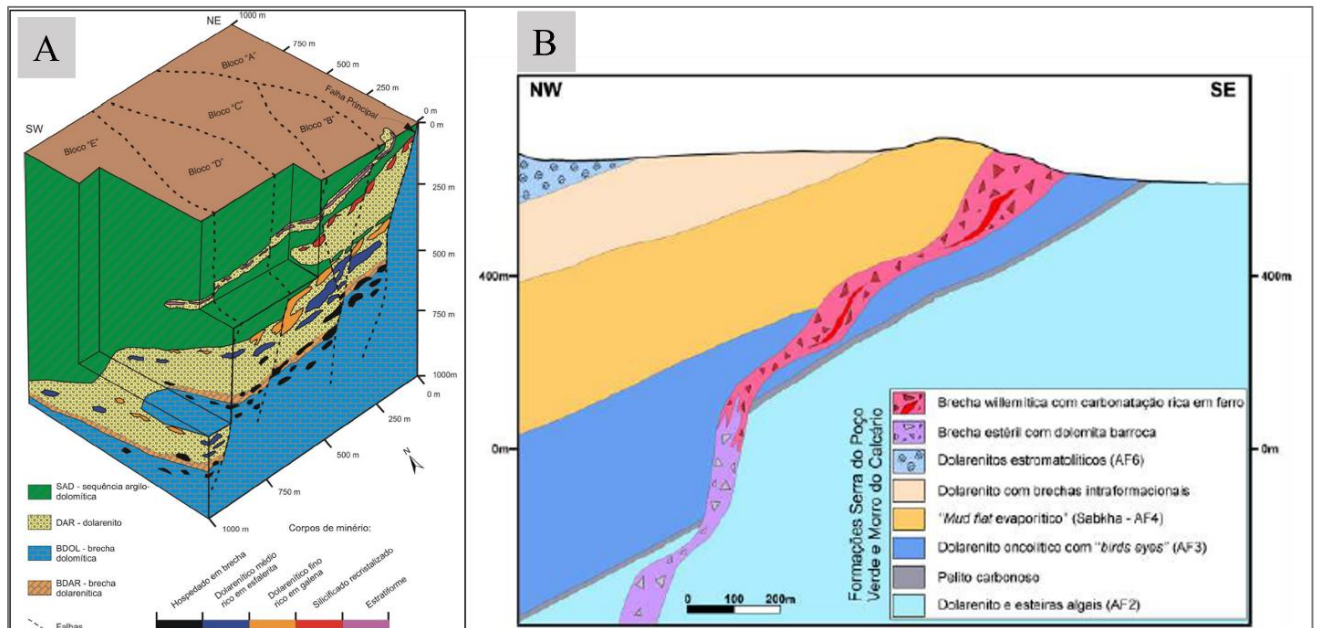 A
NE
1000 m
750 m
500 m
250 m
0 m
Falha Principal
Bloco "A"
Bloco "C"
Bloco "B"
SW
Bloco "E"
Bloco "D"
0 m
250 m
500 m
750 m
1000m
0 m
250 m
500 m
750 m
1000 m
N
SAD - sequência argilo-
dolomítica
DAR - dolarenito
BDOL - brecha
dolomítica
BDAR - brecha
dolarenítica
Falhas
Corpos de minério:
Hospedado em brecha
Dolarenítico médio
rico em esfalerita
Dolarenítico fino
rico em galena
Silicificado recristalizado
Estratiforme
B
NW
SE
400m
400m
0m
0m
0 100 200m
Formações Serra do Poço
Verde e Morro do Calcário
Brecha willemítica com carbonatação rica em ferro
Brecha estéril com dolomita barroca
Dolarenitos estromatolíticos (AF6)
Dolarenito com brechas intraformacionais
"Mud flat evaporítico" (Sabkha - AF4)
Dolarenito oncolítico com "birds eyes" (AF3)
Pelito carbonoso
Dolarenito e esteiras algais (AF2)